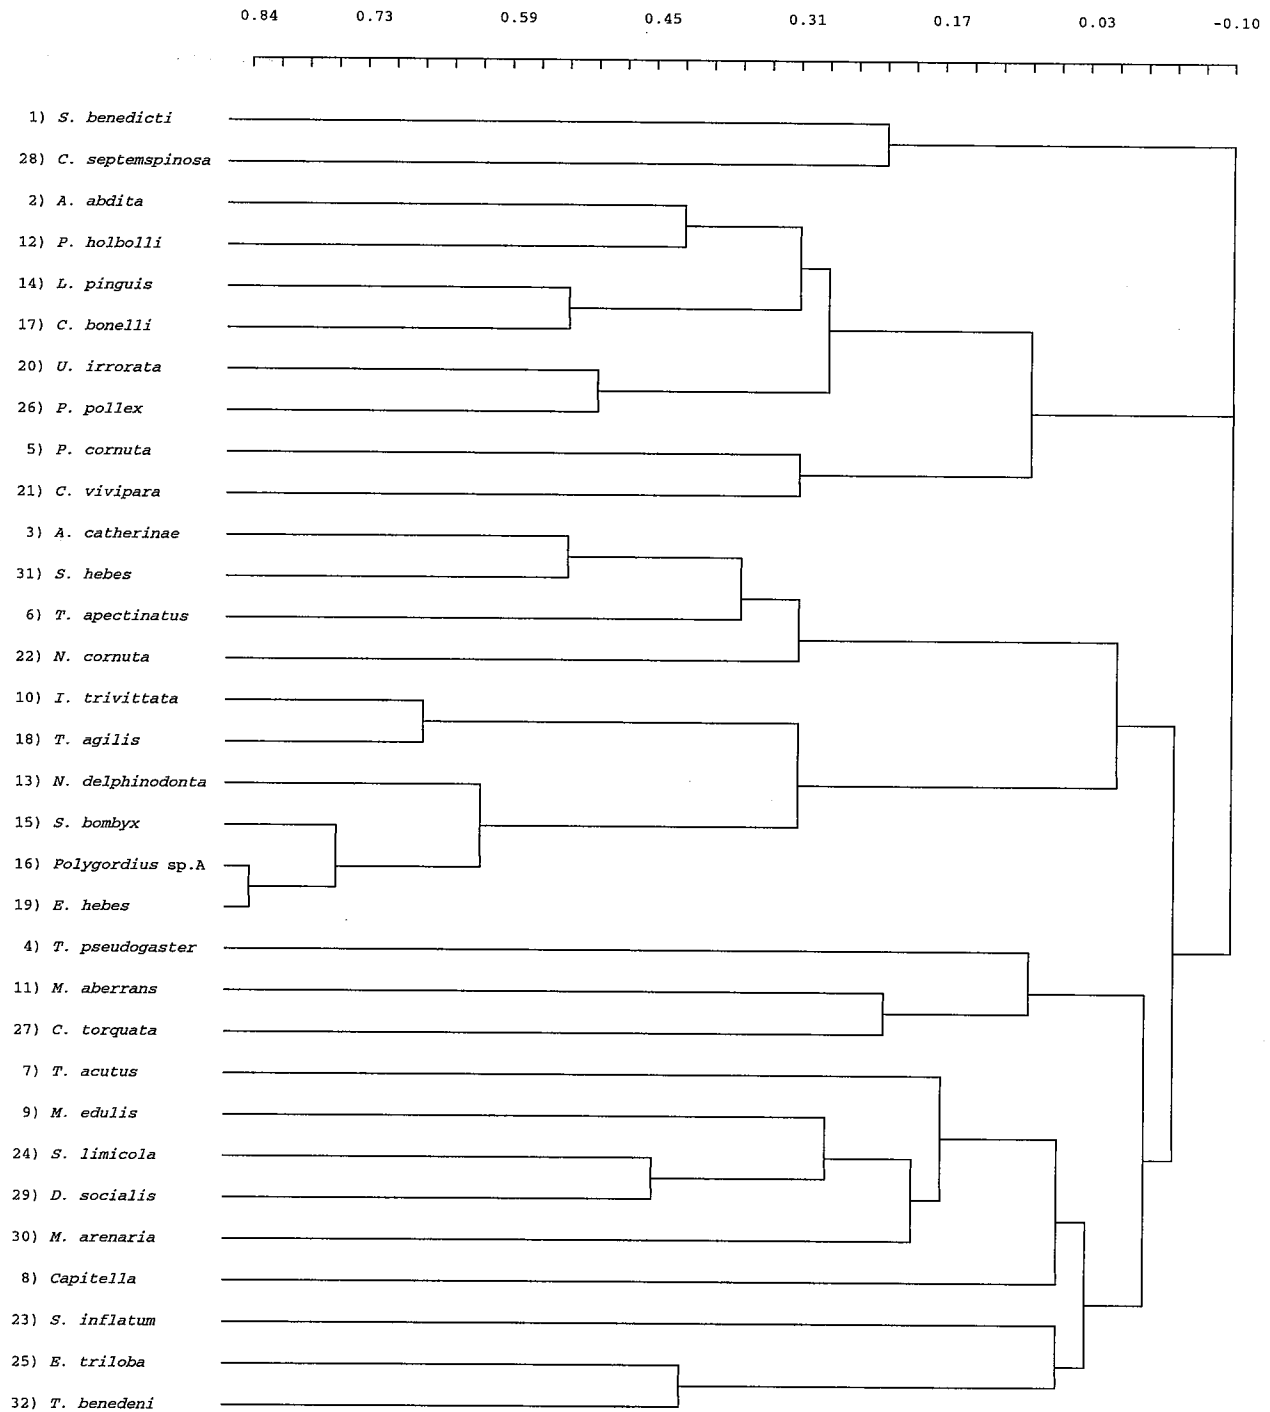 0.84 0.73 0.59 0.45 0.31 0.17 0.03 -0.10
1) S. benedicti
28) C. septemspinosa
2) A. abdita
12) P. holbolli
14) L. pinguis
17) C. bonelli
20) U. irrorata
26) P. pollex
5) P. cornuta
21) C. vivipara
3) A. catherinae
31) S. hebes
6) T. apectinatus
22) N. cornuta
10) I. trivittata
18) T. agilis
13) N. delphinodonta
15) S. bombyx
16) Polygordius sp.A
19) E. hebes
4) T. pseudogaster
11) M. aberrans
27) C. torquata
7) T. acutus
9) M. edulis
24) S. limicola
29) D. socialis
30) M. arenaria
8) Capitella
23) S. inflatum
25) E. triloba
32) T. benedeni